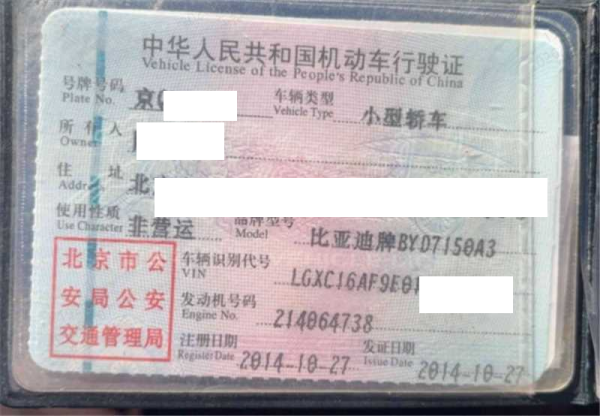 中华人民共和国机动车行驶证
Vehicle License of the People's Republic of China
号牌号码 京 车辆类型 小型轿车
Plate No. Vehicle Type
所有人
Owner
住址 北
Address
使用性质 非营运 品牌型号 比亚迪牌BYD7150A3
Use Character Model
北京市公安局公安交通管理局
车辆识别代号 LGXC16AF9E0
VIN
发动机号码 214064738
Engine No.
注册日期 2014-10-27 发证日期 2014-10-27
Register Date Issue Date